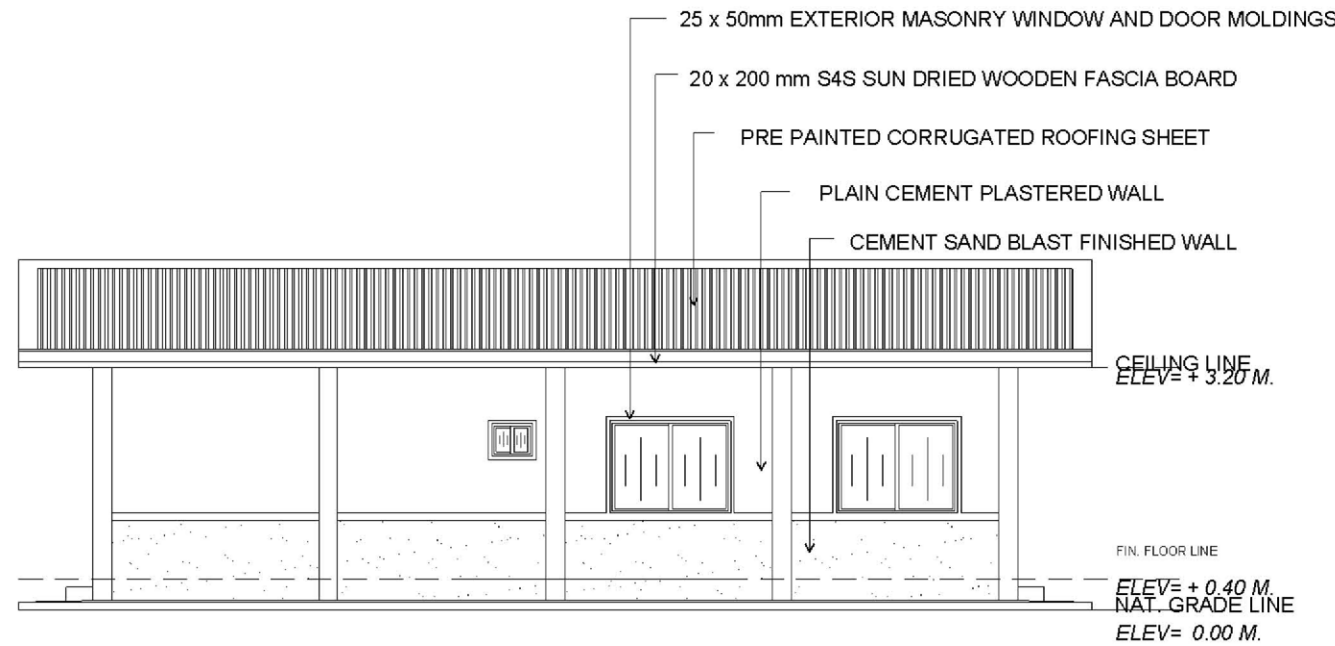 25 x 50mm EXTERIOR MASONRY WINDOW AND DOOR MOLDINGS
20 x 200 mm S4S SUN DRIED WOODEN FASCIA BOARD
PRE PAINTED CORRUGATED ROOFING SHEET
PLAIN CEMENT PLASTERED WALL
CEMENT SAND BLAST FINISHED WALL
CEILING LINE
ELEV= + 3.20 M.
FIN. FLOOR LINE
ELEV= + 0.40 M.
NAT. GRADE LINE
ELEV= 0.00 M.